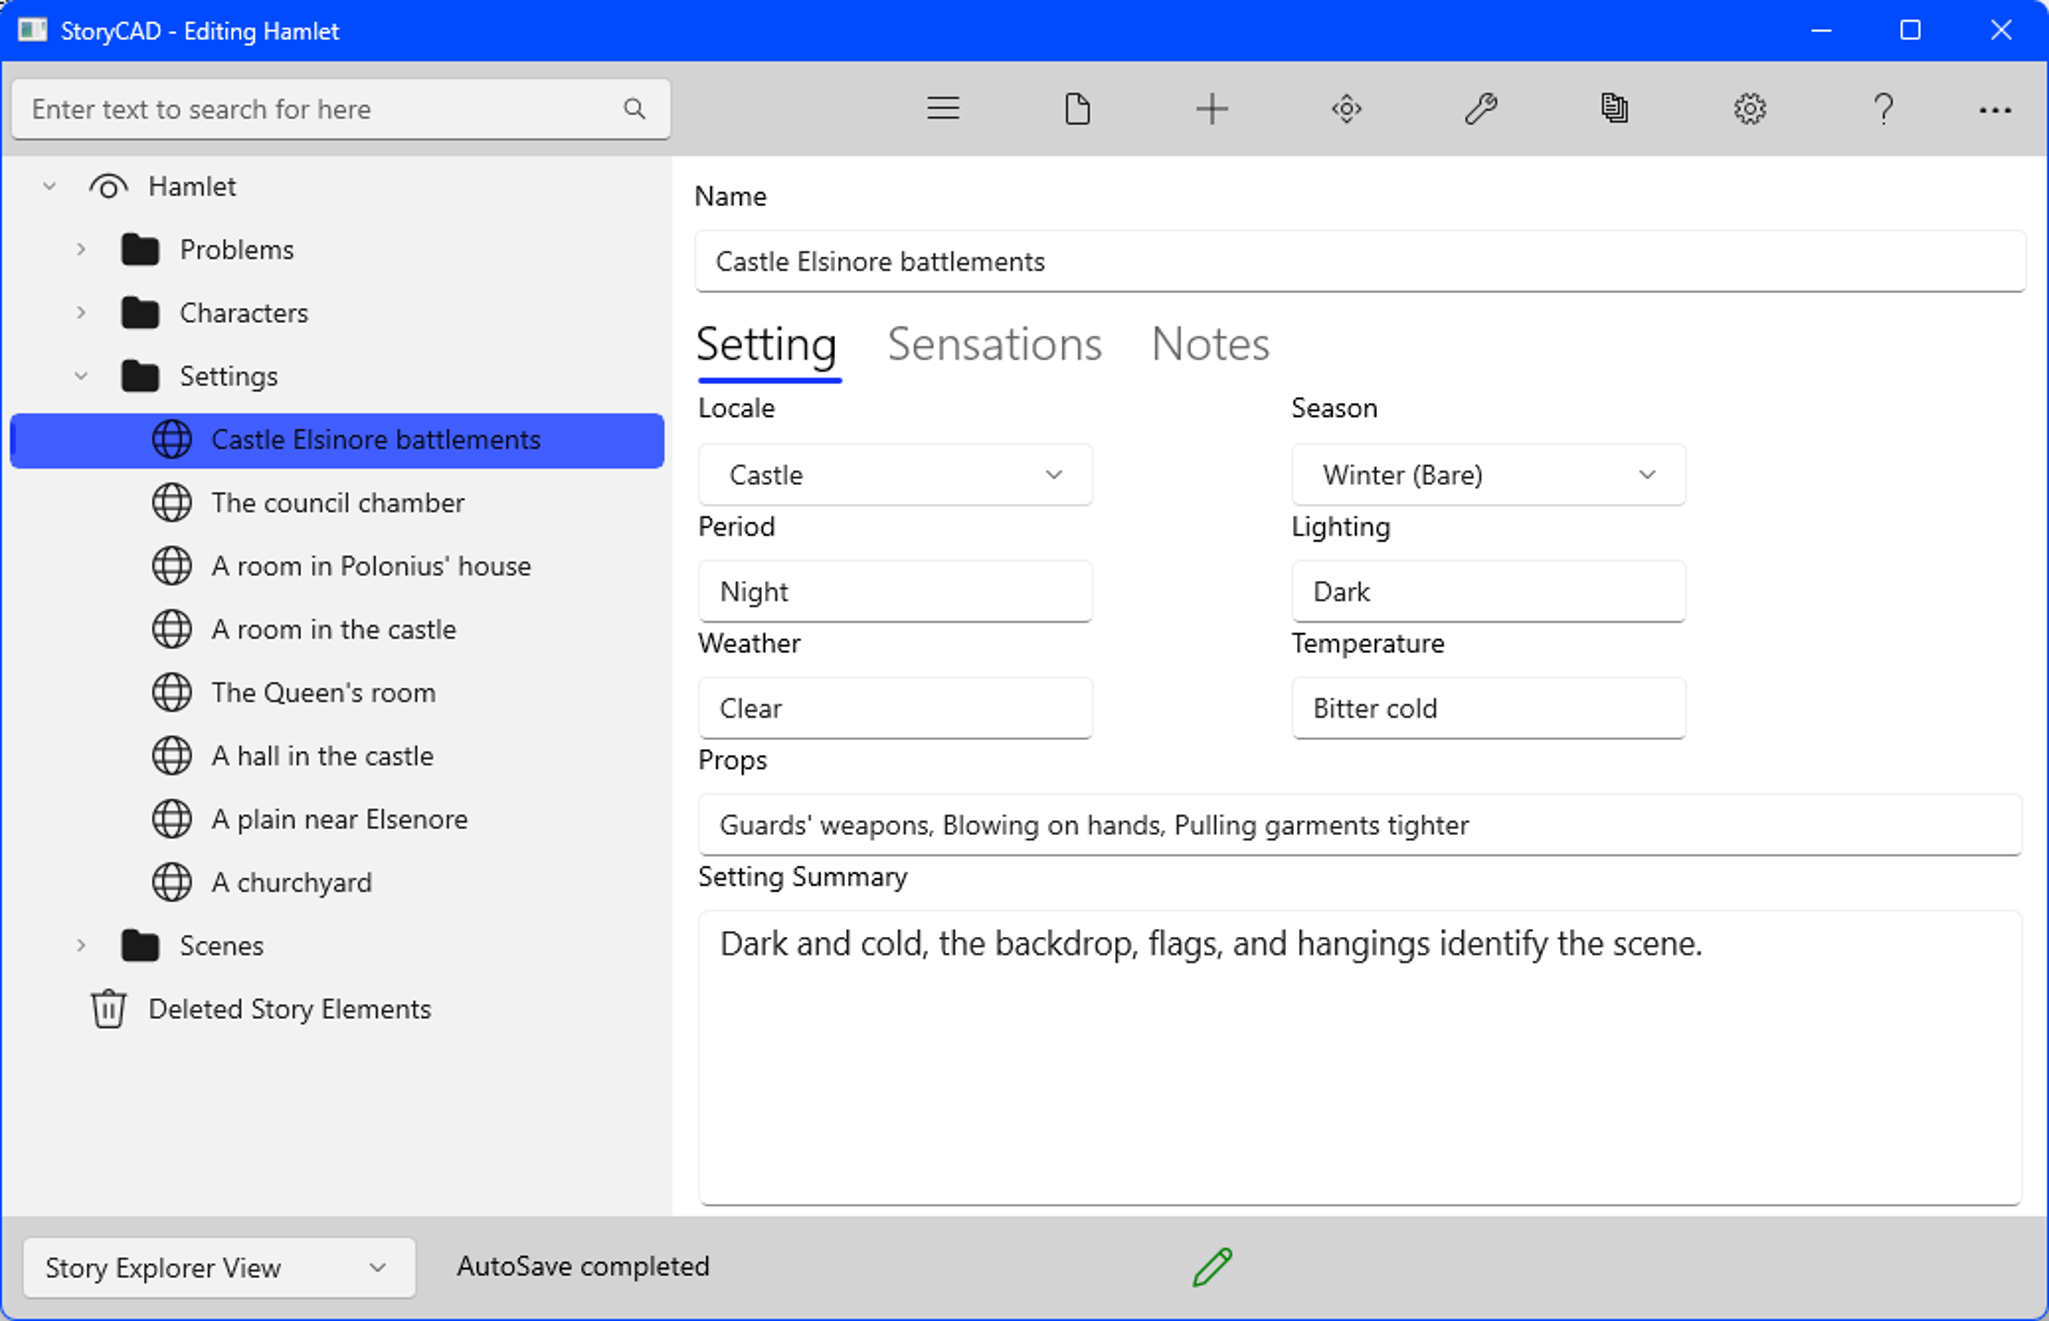 StoryCAD - Editing Hamlet
Enter text to search for here
Hamlet
Problems
Characters
Settings
Castle Elsinore battlements
The council chamber
A room in Polonius' house
A room in the castle
The Queen's room
A hall in the castle
A plain near Elsenore
A churchyard
Scenes
Deleted Story Elements
Name
Castle Elsinore battlements
Setting Sensations Notes
Locale Season
Castle Winter (Bare)
Period Lighting
Night Dark
Weather Temperature
Clear Bitter cold
Props
Guards' weapons, Blowing on hands, Pulling garments tighter
Setting Summary
Dark and cold, the backdrop, flags, and hangings identify the scene.
Story Explorer View AutoSave completed